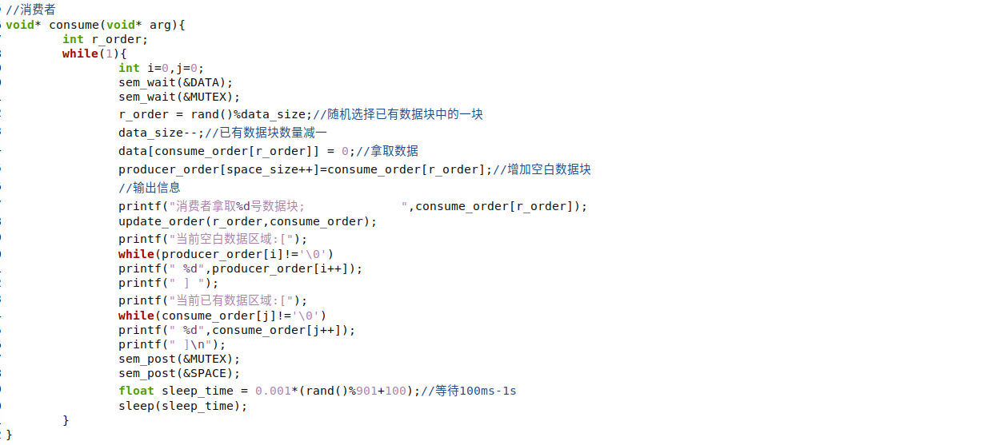 //消费者
void* consume(void* arg){
        int r_order;
        while(1){
                int i=0,j=0;
                sem_wait(&DATA);
                sem_wait(&MUTEX);
                r_order = rand()%data_size;//随机选择已有数据块中的一块
                data_size--;//已有数据块数量减一
                data[consume_order[r_order]] = 0;//拿取数据
                producer_order[space_size++]=consume_order[r_order];//增加空白数据块
                //输出信息
                printf("消费者拿取%d号数据块;             ",consume_order[r_order]);
                update_order(r_order,consume_order);
                printf("当前空白数据区域:[");
                while(producer_order[i]!='\0')
                printf(" %d",producer_order[i++]);
                printf(" ] ");
                printf("当前已有数据区域:[");
                while(consume_order[j]!='\0')
                printf(" %d",consume_order[j++]);
                printf(" ]\n");
                sem_post(&MUTEX);
                sem_post(&SPACE);
                float sleep_time = 0.001*(rand()%901+100);//等待100ms-1s
                sleep(sleep_time);
        }
}